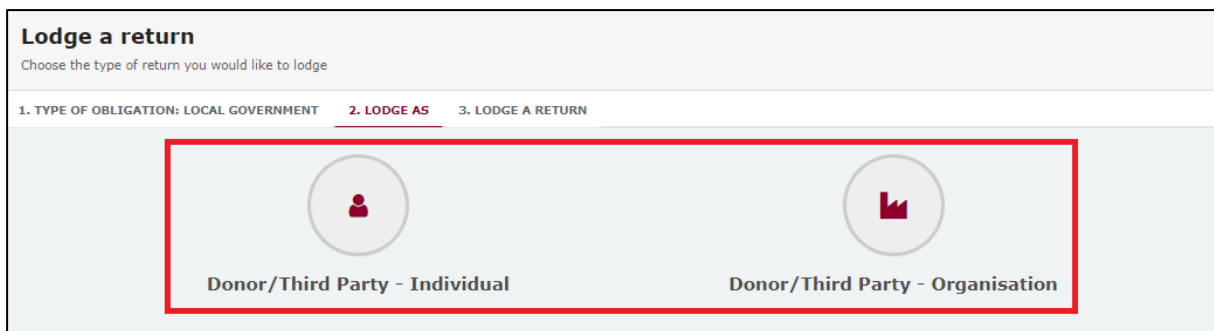 Lodge a return
Choose the type of return you would like to lodge
1. TYPE OF OBLIGATION: LOCAL GOVERNMENT 2. LODGE AS 3. LODGE A RETURN
Donor/Third Party - Individual Donor/Third Party - Organisation